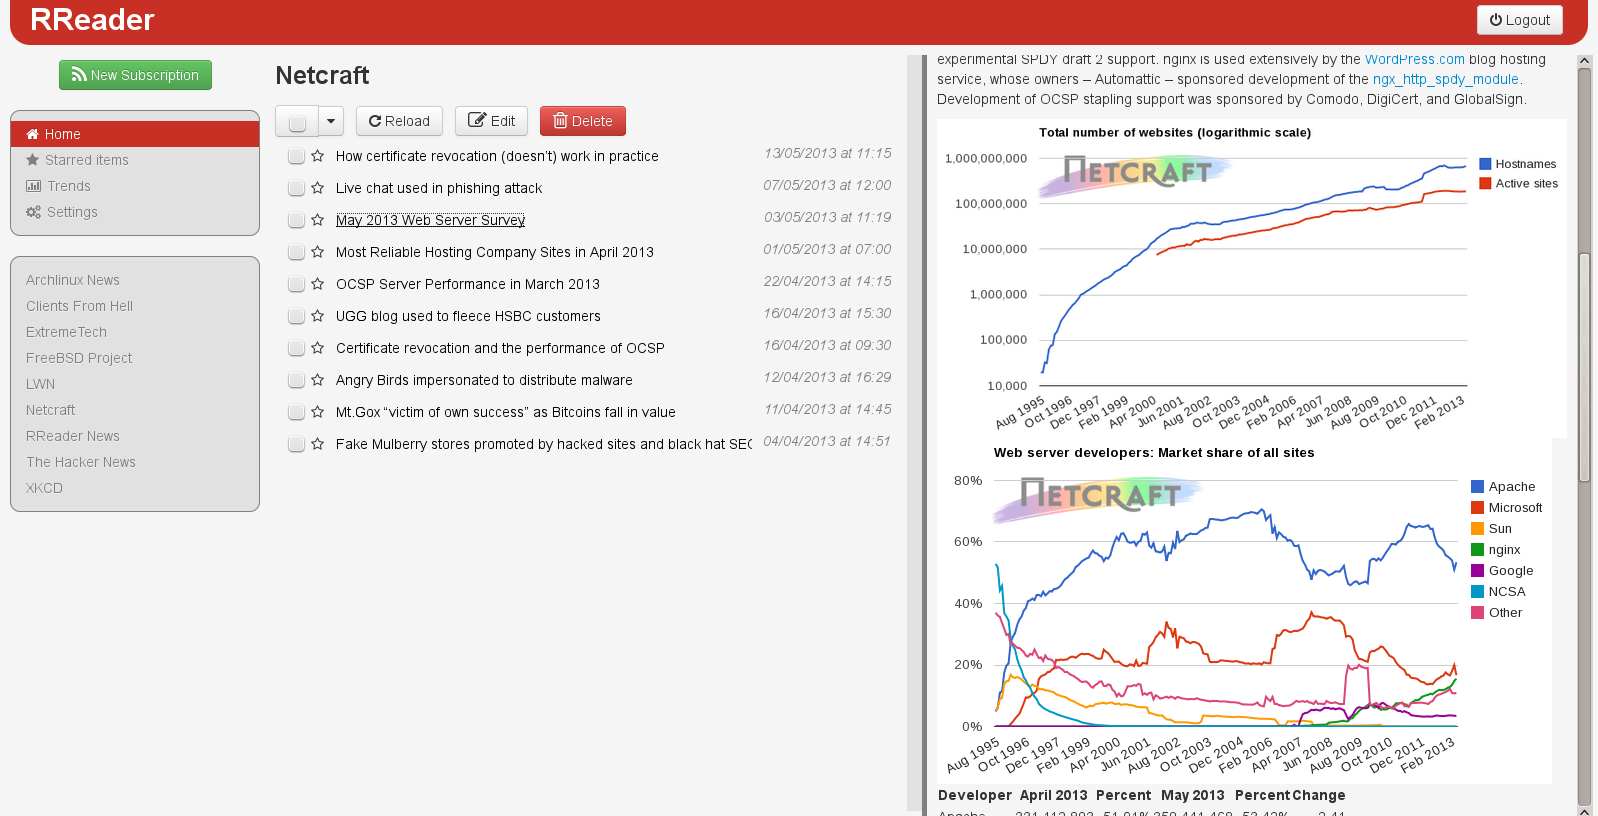 RReader
Logout
New Subscription
Home
Starred items
Trends
Settings
Archlinux News
Clients From Hell
ExtremeTech
FreeBSD Project
LWN
Netcraft
RReader News
The Hacker News
XKCD
Netcraft
Reload
Edit
Delete
How certificate revocation (doesn't) work in practice 13/05/2013 at 11:15
Live chat used in phishing attack 07/05/2013 at 12:00
May 2013 Web Server Survey 03/05/2013 at 11:19
Most Reliable Hosting Company Sites in April 2013 01/05/2013 at 07:00
OCSP Server Performance in March 2013 22/04/2013 at 14:15
UGG blog used to fleece HSBC customers 16/04/2013 at 15:30
Certificate revocation and the performance of OCSP 16/04/2013 at 09:30
Angry Birds impersonated to distribute malware 12/04/2013 at 16:29
Mt.Gox “victim of own success” as Bitcoins fall in value 11/04/2013 at 14:45
Fake Mulberry stores promoted by hacked sites and black hat SEO 04/04/2013 at 14:51
experimental SPDY draft 2 support. nginx is used extensively by the WordPress.com blog hosting
service, whose owners – Automattic – sponsored development of the ngx_http_spdy_module.
Development of OCSP stapling support was sponsored by Comodo, DigiCert, and GlobalSign.
Total number of websites (logarithmic scale)
NETCRAFT
1,000,000,000
100,000,000
10,000,000
1,000,000
100,000
10,000
Aug 1995
Oct 1996
Dec 1997
Feb 1999
Apr 2000
Jun 2001
Aug 2002
Oct 2003
Dec 2004
Feb 2006
Apr 2007
Jun 2008
Aug 2009
Oct 2010
Dec 2011
Feb 2013
Hostnames
Active sites
Web server developers: Market share of all sites
NETCRAFT
80%
60%
40%
20%
0%
Aug 1995
Oct 1996
Dec 1997
Feb 1999
Apr 2000
Jun 2001
Aug 2002
Oct 2003
Dec 2004
Feb 2006
Apr 2007
Jun 2008
Aug 2009
Oct 2010
Dec 2011
Feb 2013
Apache
Microsoft
Sun
nginx
Google
NCSA
Other
Developer April 2013 Percent May 2013 Percent Change
Apache 331,112,893 51.01% 359,441,468 53.42% 2.41